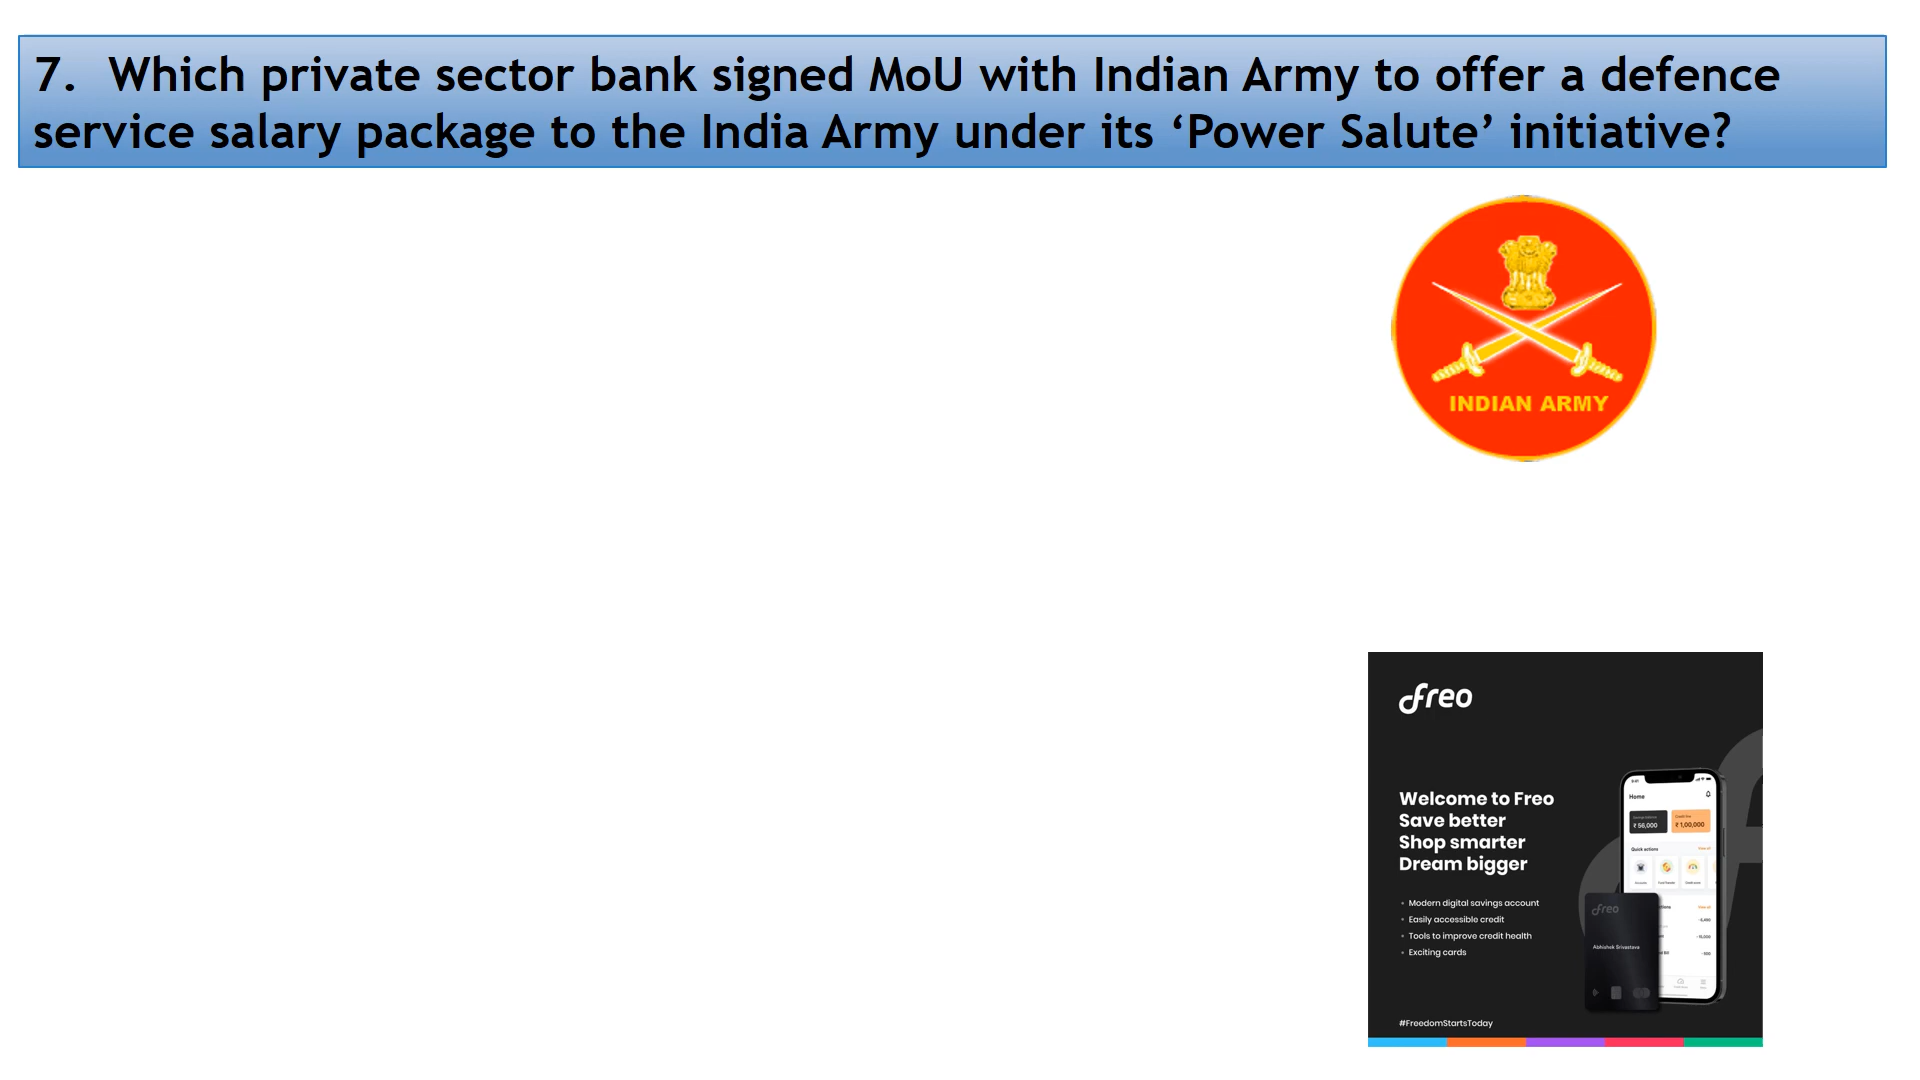 7. Which private sector bank signed MoU with Indian Army to offer a defence
service salary package to the India Army under its ‘Power Salute’ initiative?
INDIAN ARMY
freo
Welcome to Freo
Save better
Shop smarter
Dream bigger
• Modern digital savings account
• Easily accessible credit
• Tools to improve credit health
• Exciting cards
#FreedomStartsToday
Home
₹ 56,000
₹ 1,00,000
Quick actions
freo
Abhishek Srivastava